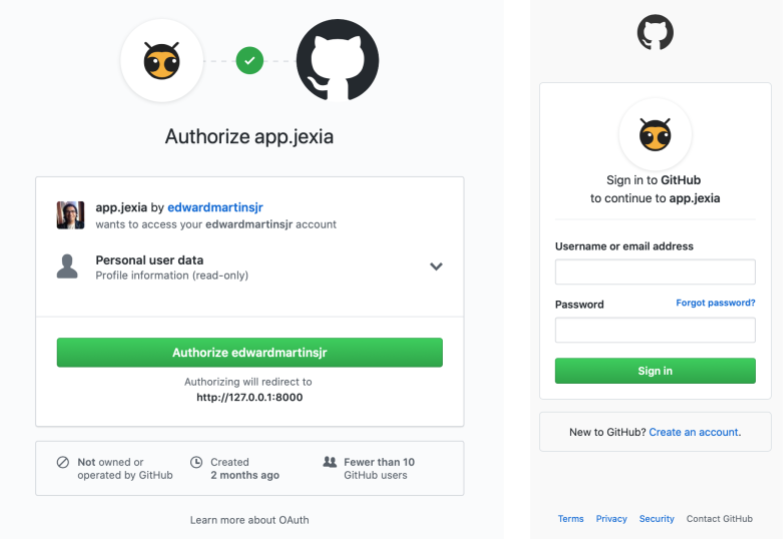 Authorize app.jexia
app.jexia by edwardmartinsjr
wants to access your edwardmartinsjr account
Personal user data
Profile information (read-only)
Authorize edwardmartinsjr
Authorizing will redirect to
http://127.0.0.1:8000
Not owned or
operated by GitHub
Created
2 months ago
Fewer than 10
GitHub users
Learn more about OAuth
Sign in to GitHub
to continue to app.jexia
Username or email address
Password
Forgot password?
Sign in
New to GitHub? Create an account.
Terms Privacy Security Contact GitHub